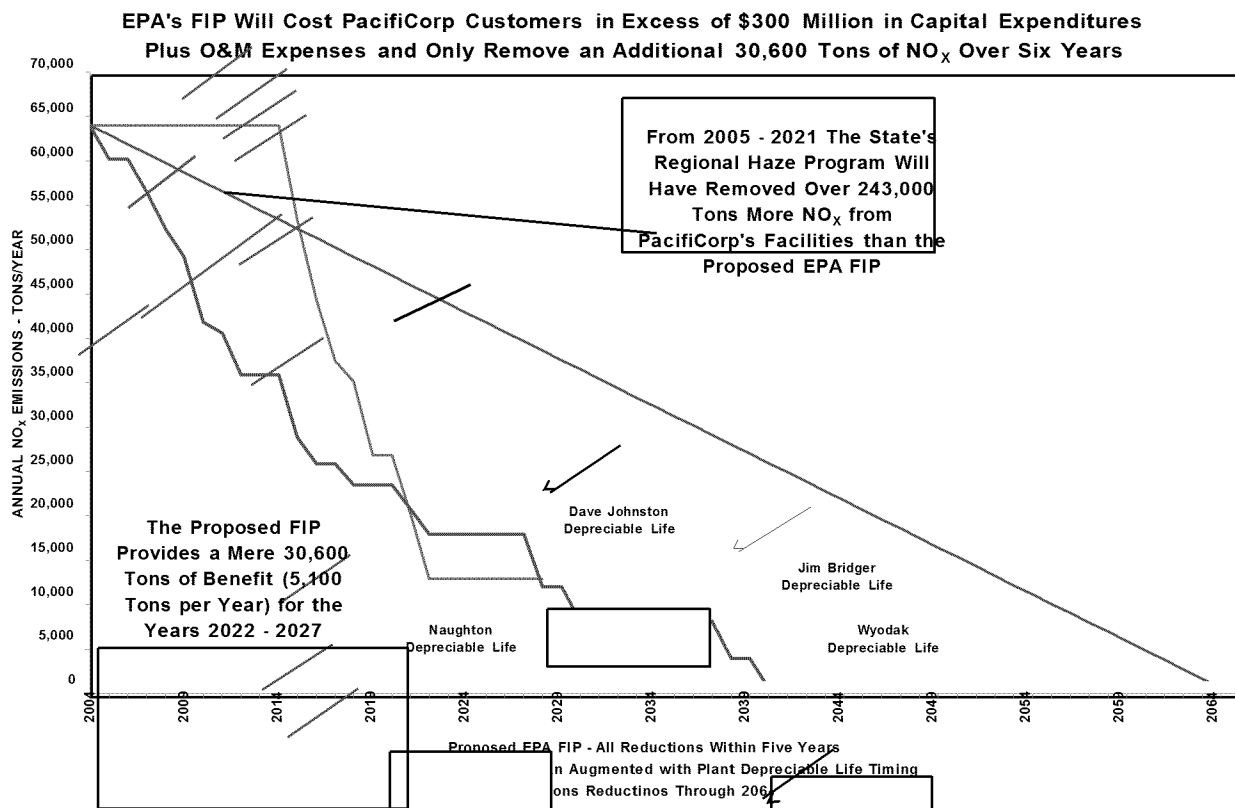 EPA's FIP Will Cost PacifiCorp Customers in Excess of $300 Million in Capital Expenditures
Plus O&M Expenses and Only Remove an Additional 30,600 Tons of NOX Over Six Years
70,000
65,000
60,000
55,000
50,000
45,000
40,000
35,000
30,000
25,000
20,000
15,000
10,000
5,000
0
ANNUAL NOX EMISSIONS - TONS/YEAR
From 2005 - 2021 The State's
Regional Haze Program Will
Have Removed Over 243,000
Tons More NOX from
PacifiCorp's Facilities than the
Proposed EPA FIP
Dave Johnston
Depreciable Life
The Proposed FIP
Provides a Mere 30,600
Tons of Benefit (5,100
Tons per Year) for the
Years 2022 - 2027
Jim Bridger
Depreciable Life
Naughton
Depreciable Life
Wyodak
Depreciable Life
2004 2009 2014 2019 2024 2029 2034 2039 2044 2049 2054 2059 2064
Proposed EPA FIP - All Reductions Within Five Years
n Augmented with Plant Depreciable Life Timing
ons Reductinos Through 206